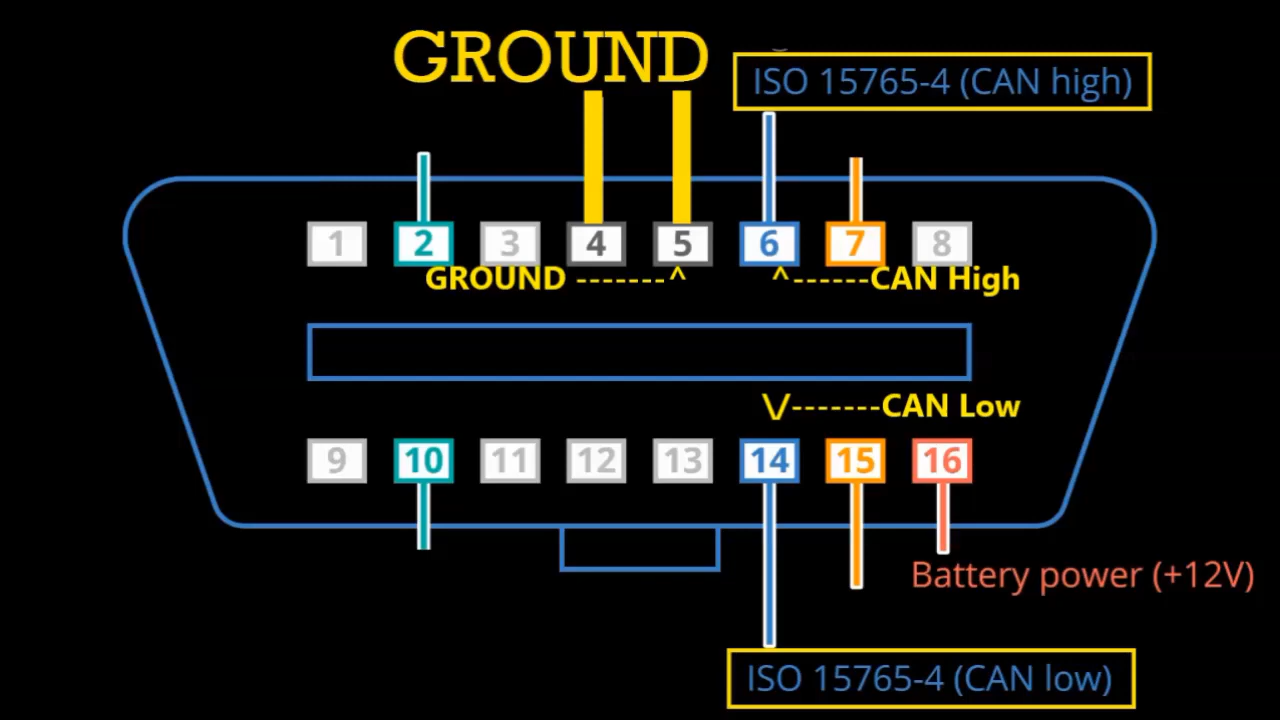 GROUND
ISO 15765-4 (CAN high)
1 2 3 4 5 6 7 8
GROUND -------^ ^------CAN High
\/-------CAN Low
9 10 11 12 13 14 15 16
Battery power (+12V)
ISO 15765-4 (CAN low)